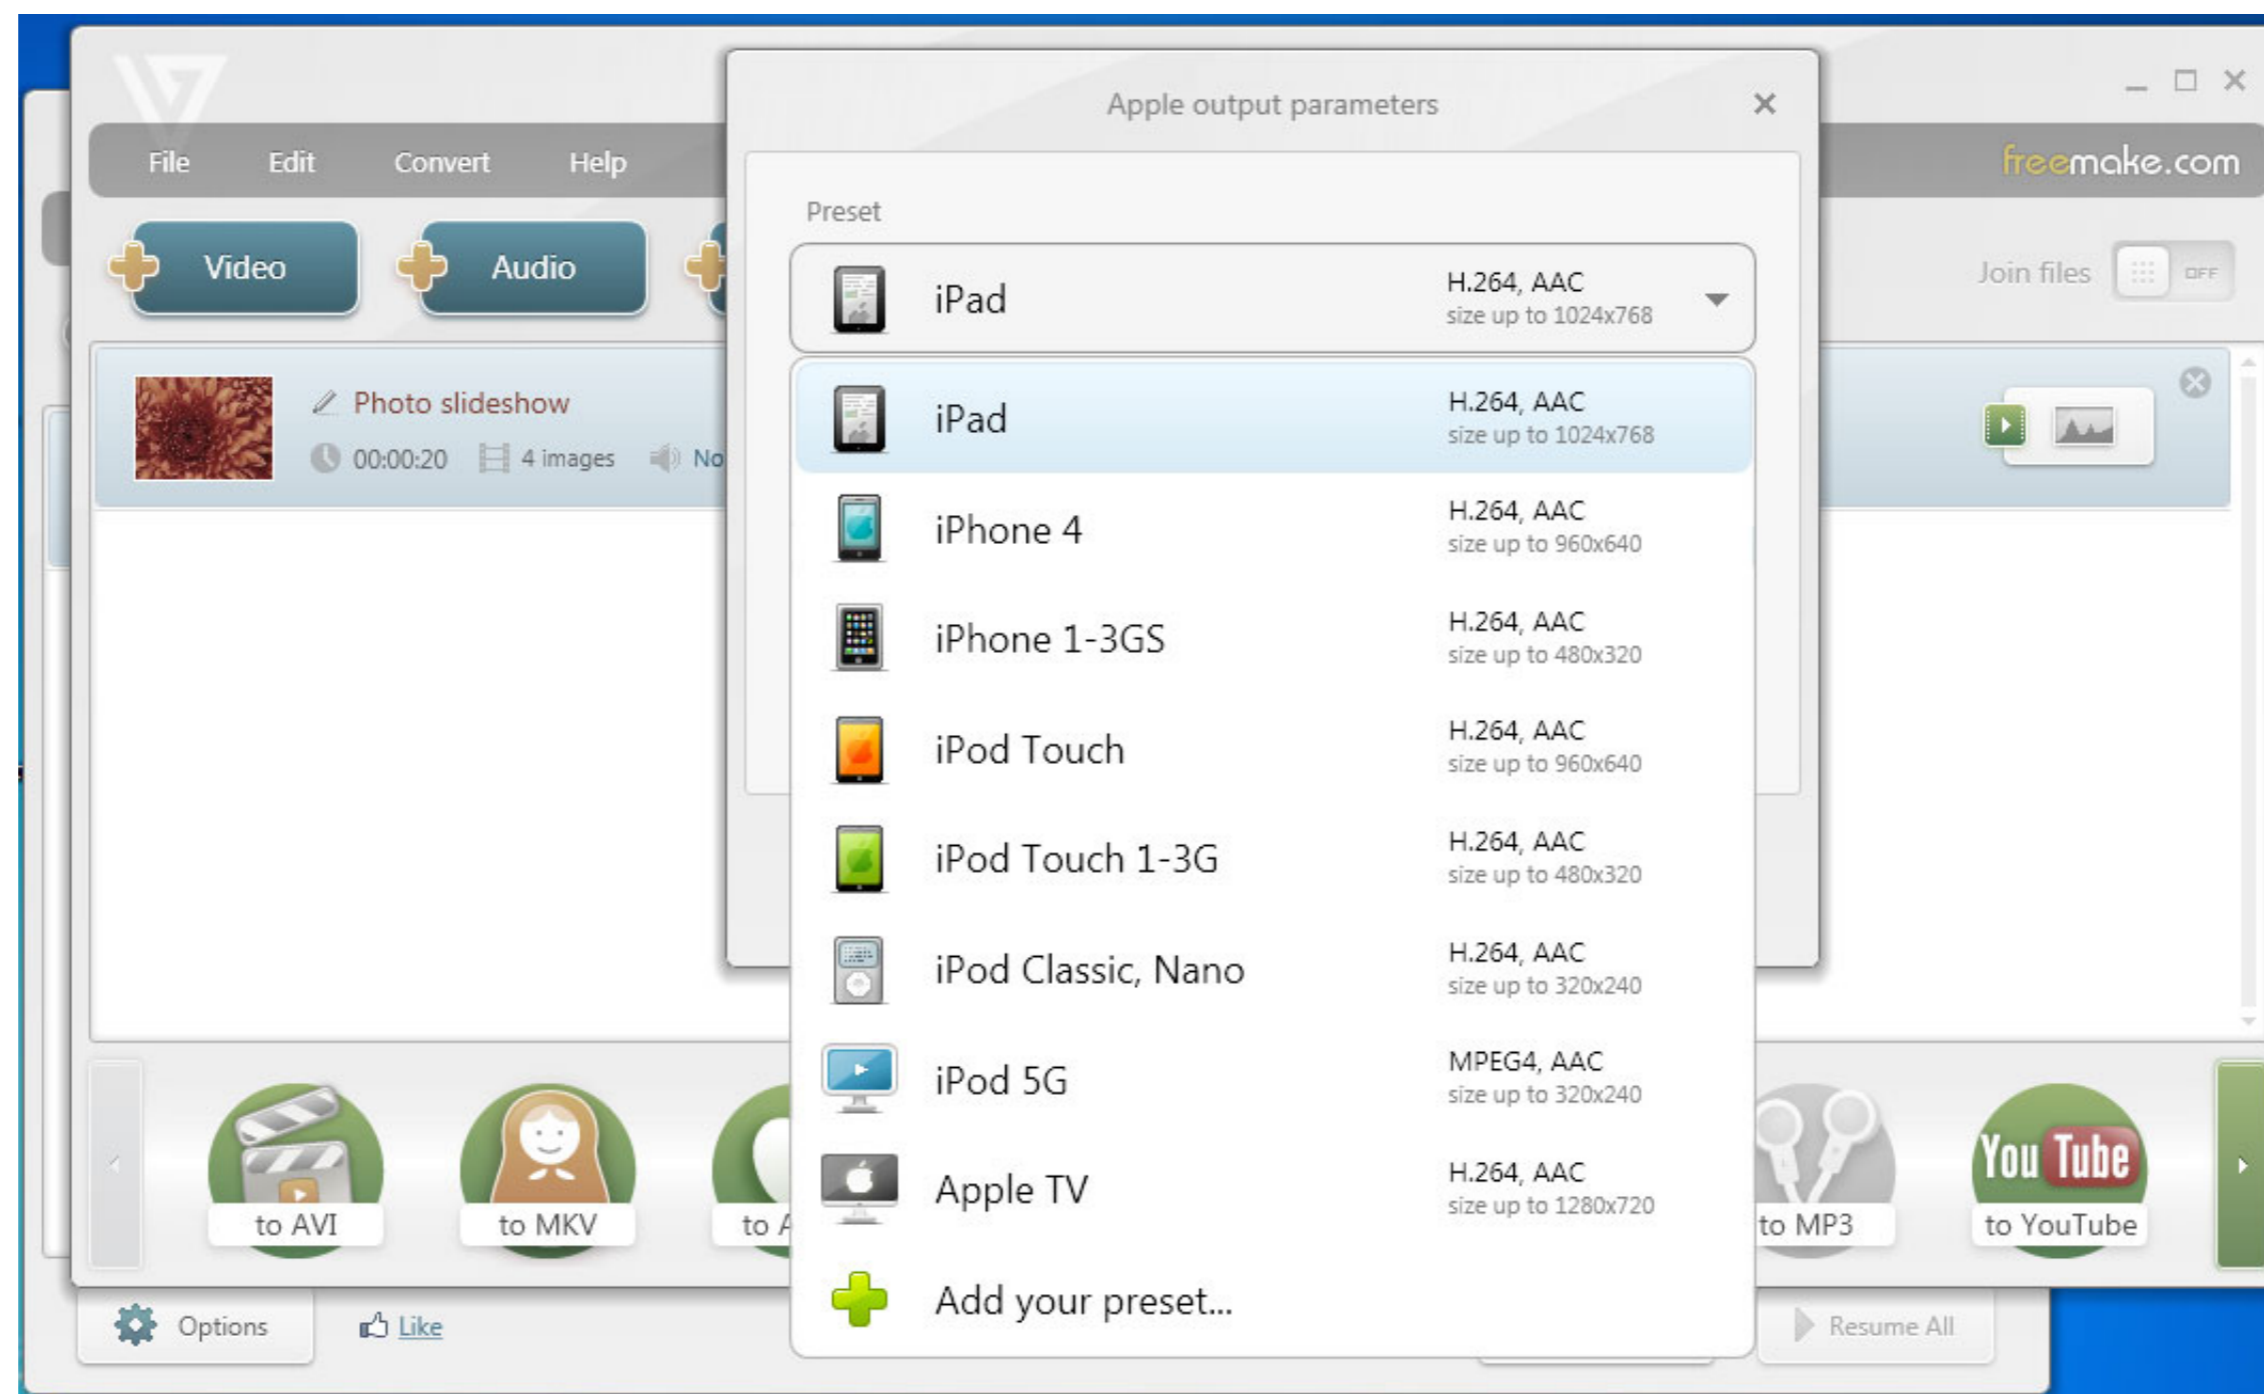 Apple output parameters
File Edit Convert Help
freemake.com
Preset
Video Audio
Join files OFF
iPad H.264, AAC
size up to 1024x768
iPad H.264, AAC
size up to 1024x768
Photo slideshow
00:00:20 4 images No
iPhone 4 H.264, AAC
size up to 960x640
iPhone 1-3GS H.264, AAC
size up to 480x320
iPod Touch H.264, AAC
size up to 960x640
iPod Touch 1-3G H.264, AAC
size up to 480x320
iPod Classic, Nano H.264, AAC
size up to 320x240
iPod 5G MPEG4, AAC
size up to 320x240
Apple TV H.264, AAC
size up to 1280x720
Add your preset...
You Tube
to AVI to MKV to to MP3 to YouTube
Options Like Resume All